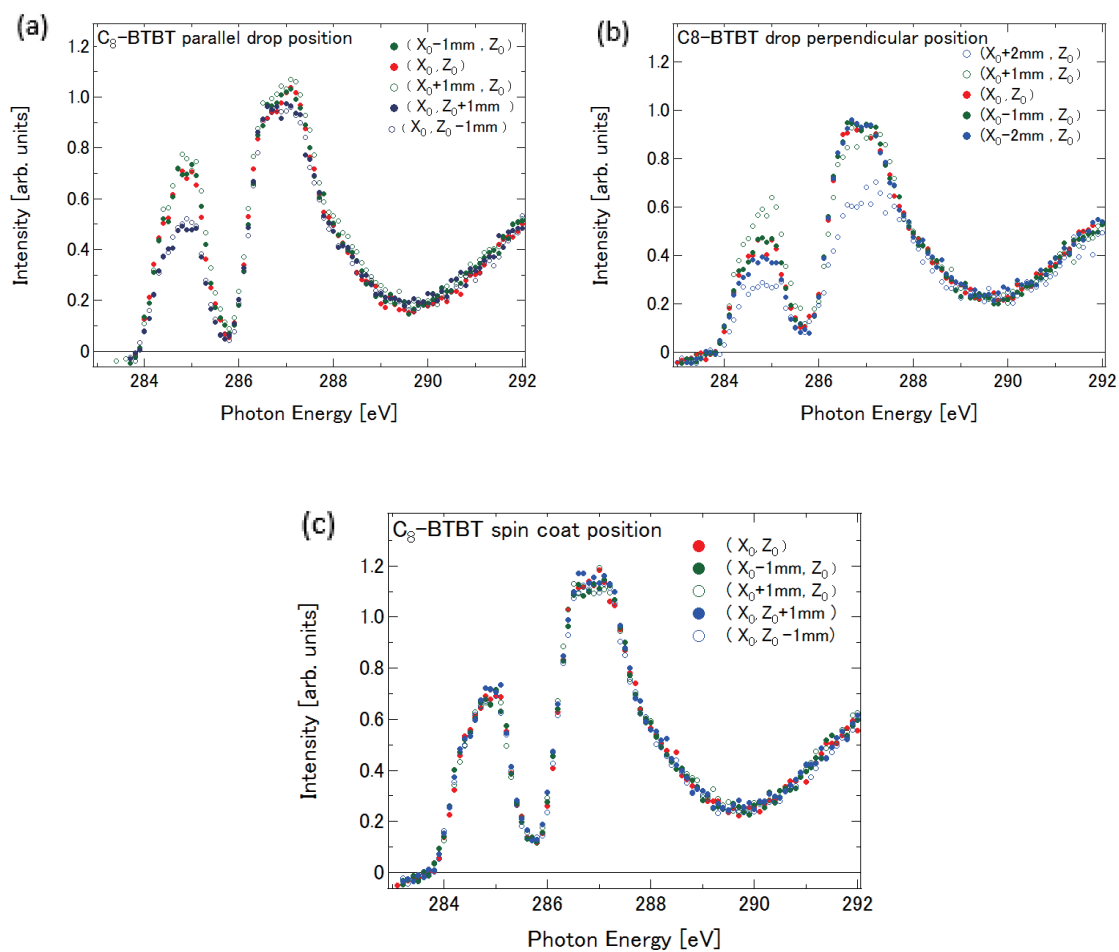 (a)
C₈-BTBT parallel drop position
(X₀-1mm , Z₀)
(X₀, Z₀)
(X₀+1mm , Z₀)
(X₀, Z₀+1mm )
(X₀, Z₀-1mm )
Intensity [arb. units]
1.2
1.0
0.8
0.6
0.4
0.2
0
284 286 288 290 292
Photon Energy [eV]
(b)
C8-BTBT drop perpendicular position
(X₀+2mm , Z₀)
(X₀+1mm , Z₀)
(X₀, Z₀)
(X₀-1mm , Z₀)
(X₀-2mm , Z₀)
Intensity [arb. units]
1.2
1.0
0.8
0.6
0.4
0.2
0
284 286 288 290 292
Photon Energy [eV]
(c)
C₈-BTBT spin coat position
( X₀, Z₀)
( X₀-1mm, Z₀)
( X₀+1mm, Z₀)
( X₀, Z₀+1mm )
( X₀, Z₀-1mm)
Intensity [arb. units]
1.2
1.0
0.8
0.6
0.4
0.2
0
284 286 288 290 292
Photon Energy [eV]